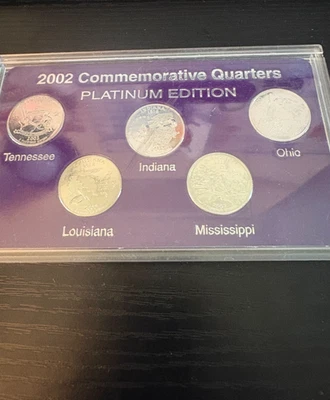 2002 Commemorative Quarters
PLATINUM EDITION
Tennessee
Indiana
Ohio
Louisiana
Mississippi